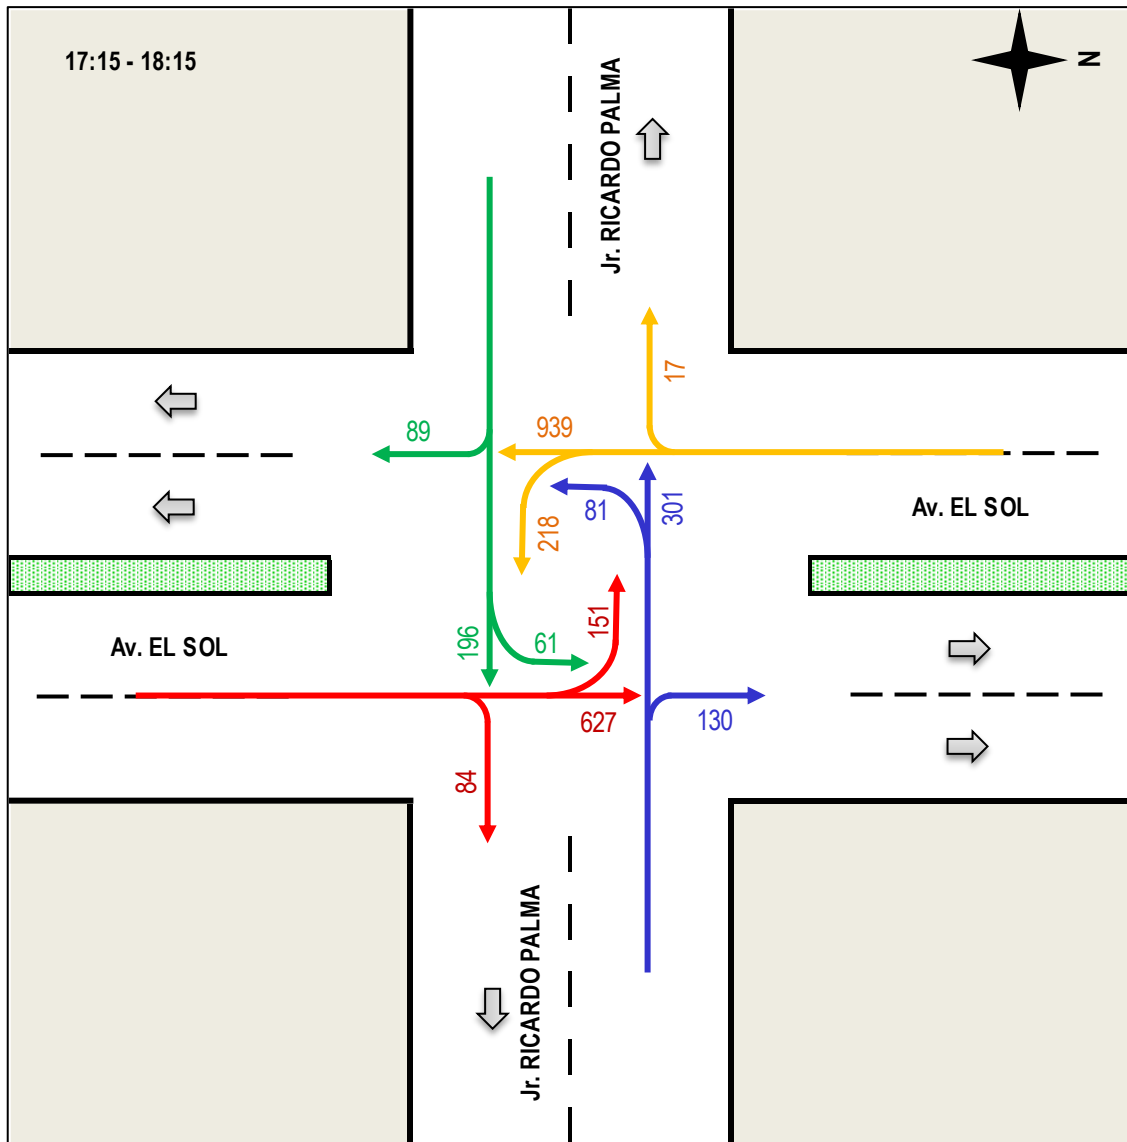 17:15 - 18:15
N
Jr. RICARDO PALMA
17
89
939
301
81
218
Av. EL SOL
151
196
61
Av. EL SOL
627
130
84
Jr. RICARDO PALMA